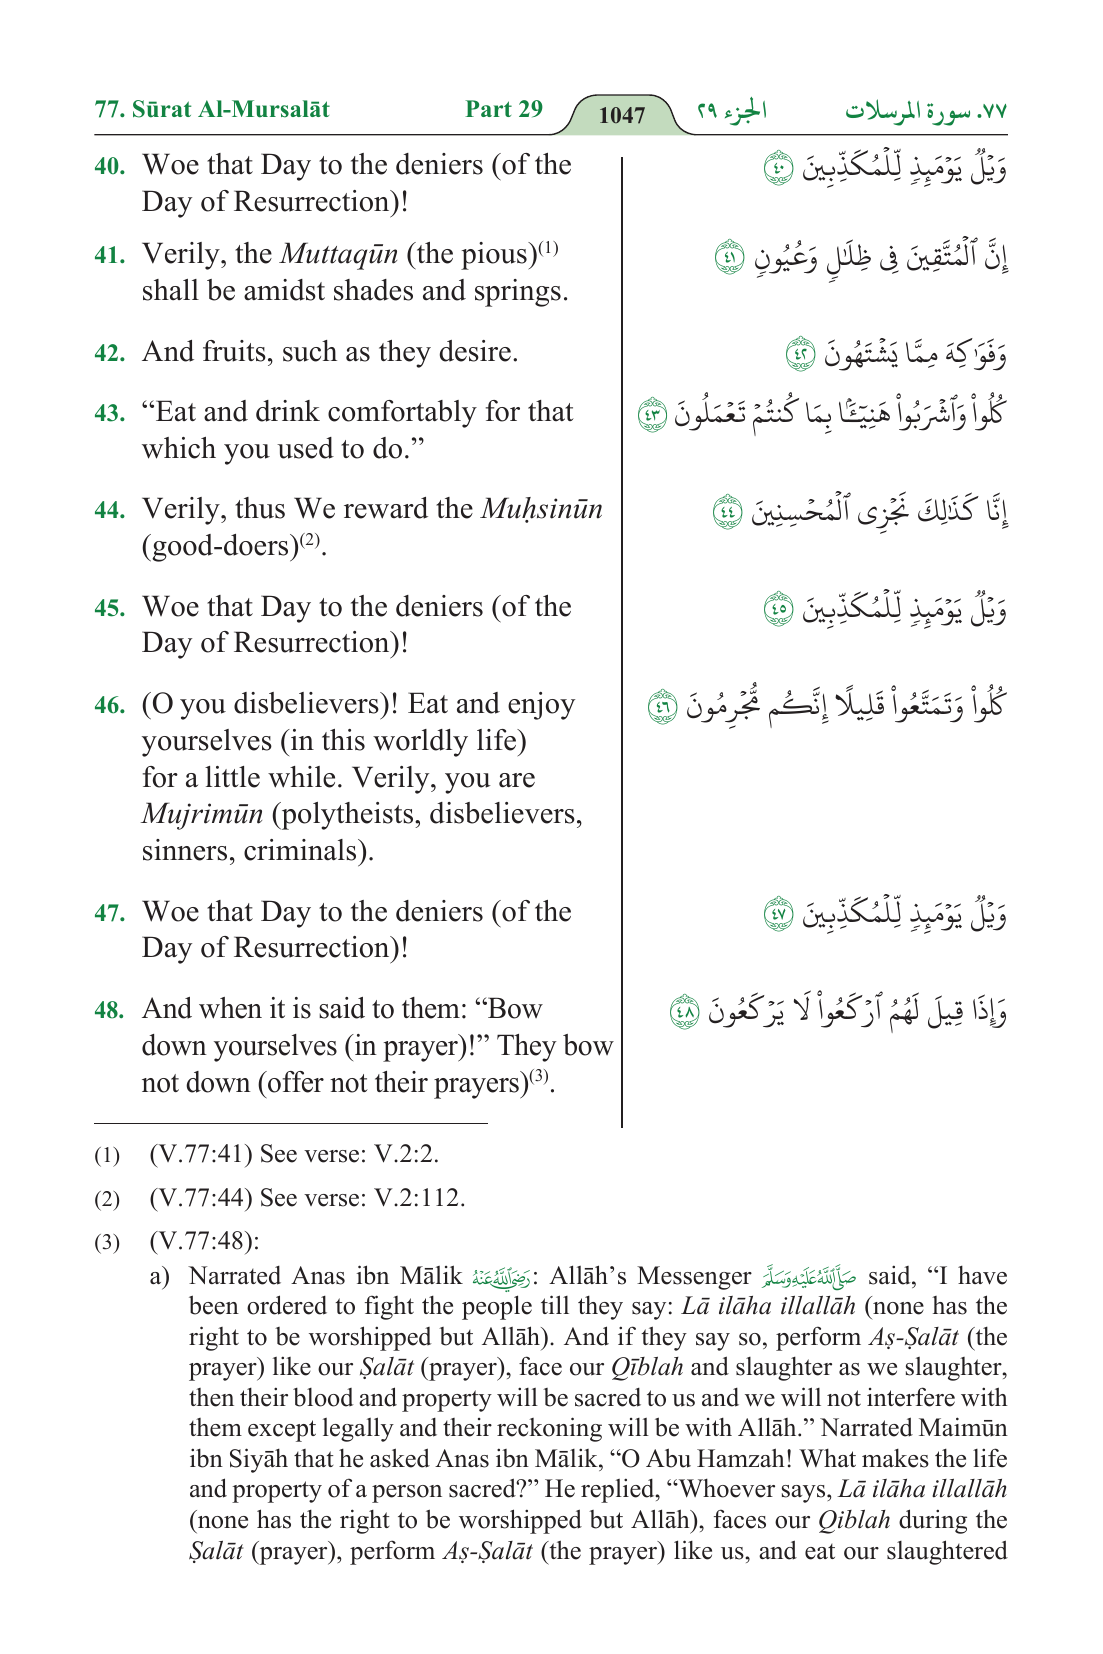 77. Sūrat Al-Mursalāt Part 29 1047 الجزء ٢٩ ٧٧. سورة المرسلات
40. Woe that Day to the deniers (of the
Day of Resurrection)!
وَيْلٌ يَوْمَئِذٍ لِّلْمُكَذِّبِينَ ٤٠
41. Verily, the Muttaqūn (the pious)(1)
shall be amidst shades and springs.
إِنَّ ٱلْمُتَّقِينَ فِى ظِلَـٰلٍ وَعُيُونٍ ٤١
42. And fruits, such as they desire.
وَفَوَٰكِهَ مِمَّا يَشْتَهُونَ ٤٢
43. “Eat and drink comfortably for that
which you used to do.”
كُلُوا۟ وَٱشْرَبُوا۟ هَنِيٓـًٔۢا بِمَا كُنتُمْ تَعْمَلُونَ ٤٣
44. Verily, thus We reward the Muḥsinūn
(good-doers)(2).
إِنَّا كَذَٰلِكَ نَجْزِى ٱلْمُحْسِنِينَ ٤٤
45. Woe that Day to the deniers (of the
Day of Resurrection)!
وَيْلٌ يَوْمَئِذٍ لِّلْمُكَذِّبِينَ ٤٥
46. (O you disbelievers)! Eat and enjoy
yourselves (in this worldly life)
for a little while. Verily, you are
Mujrimūn (polytheists, disbelievers,
sinners, criminals).
كُلُوا۟ وَتَمَتَّعُوا۟ قَلِيلًا إِنَّكُم مُّجْرِمُونَ ٤٦
47. Woe that Day to the deniers (of the
Day of Resurrection)!
وَيْلٌ يَوْمَئِذٍ لِّلْمُكَذِّبِينَ ٤٧
48. And when it is said to them: “Bow
down yourselves (in prayer)!” They bow
not down (offer not their prayers)(3).
وَإِذَا قِيلَ لَهُمُ ٱرْكَعُوا۟ لَا يَرْكَعُونَ ٤٨
(1) (V.77:41) See verse: V.2:2.
(2) (V.77:44) See verse: V.2:112.
(3) (V.77:48):
a) Narrated Anas ibn Mālik رضي الله عنه: Allāh’s Messenger صلى الله عليه وسلم said, “I have
been ordered to fight the people till they say: Lā ilāha illallāh (none has the
right to be worshipped but Allāh). And if they say so, perform Aṣ-Ṣalāt (the
prayer) like our Ṣalāt (prayer), face our Qīblah and slaughter as we slaughter,
then their blood and property will be sacred to us and we will not interfere with
them except legally and their reckoning will be with Allāh.” Narrated Maimūn
ibn Siyāh that he asked Anas ibn Mālik, “O Abu Hamzah! What makes the life
and property of a person sacred?” He replied, “Whoever says, Lā ilāha illallāh
(none has the right to be worshipped but Allāh), faces our Qiblah during the
Ṣalāt (prayer), perform Aṣ-Ṣalāt (the prayer) like us, and eat our slaughtered